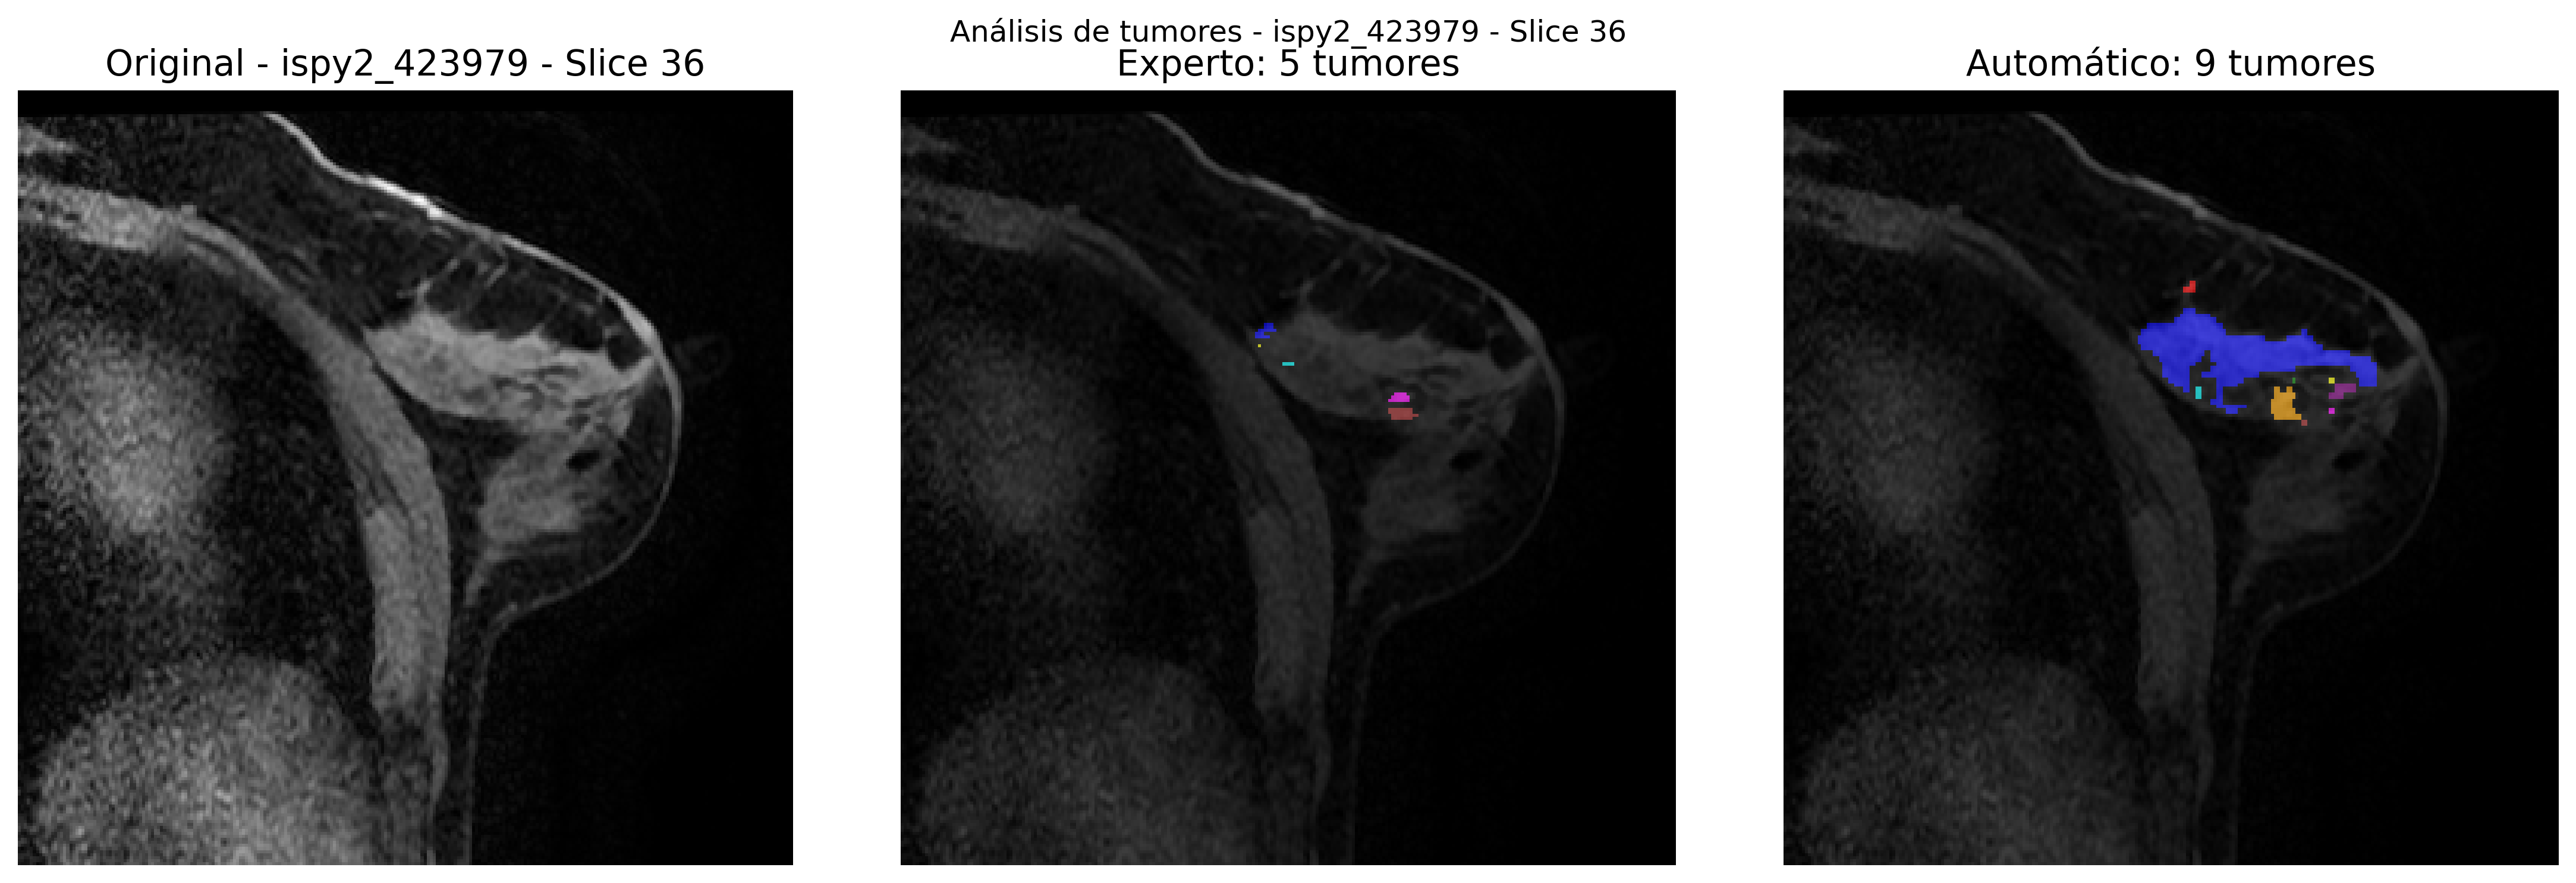 Análisis de tumores - ispy2_423979 - Slice 36
Original - ispy2_423979 - Slice 36
Experto: 5 tumores
Automático: 9 tumores